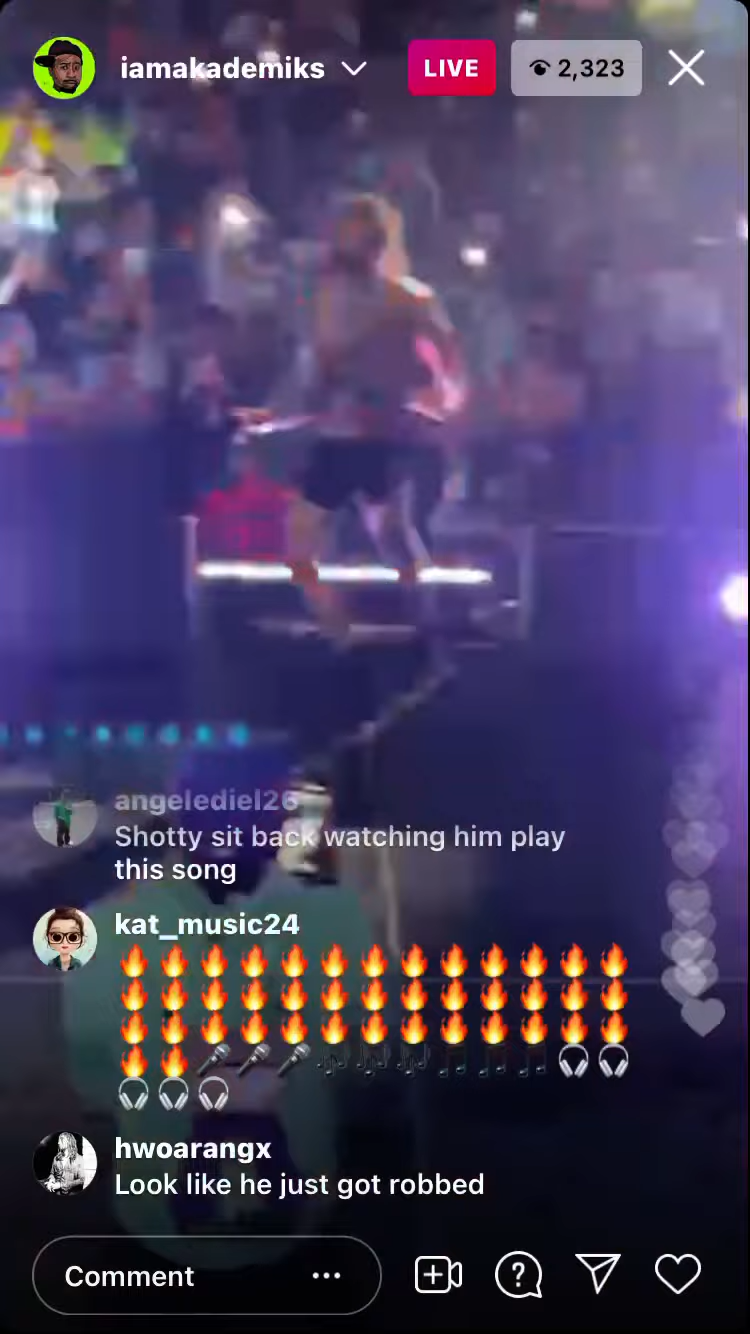 iamakademiks LIVE 2,323
angelediel26
Shotty sit back watching him play
this song
kat_music24
🔥🔥🔥🔥🔥🔥🔥🔥🔥🔥🔥🔥🔥
🔥🔥🔥🔥🔥🔥🔥🔥🔥🔥🔥🔥🔥
🔥🔥🔥🔥🔥🔥🔥🔥🔥🔥🔥🔥🔥
🔥🔥🎤🎤🎤🎶🎶🎶🎵🎵🎵🎧🎧
🎧🎧🎧
hwoarangx
Look like he just got robbed
Comment ...